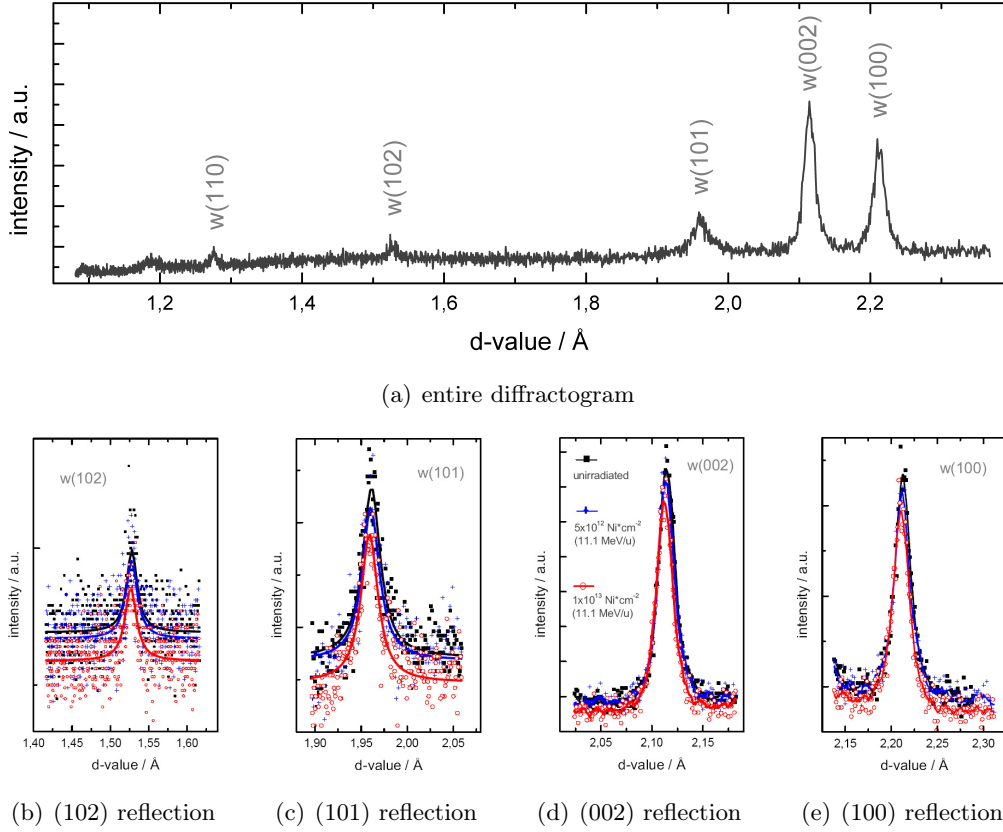 intensity / a.u.
w(110)
w(102)
w(101)
w(002)
w(100)
1,2
1,4
1,6
1,8
2,0
2,2
d-value / Å
(a) entire diffractogram
intensity / a.u.
w(102)
1,40
1,45
1,50
1,55
1,60
d-value / Å
(b) (102) reflection
intensity / a.u.
w(101)
1,90
1,95
2,00
2,05
d-value / Å
(c) (101) reflection
intensity / a.u.
w(002)
unirradiated
5x10¹² Ni*cm⁻²
(11.1 MeV/u)
1x10¹³ Ni*cm⁻²
(11.1 MeV/u)
2,05
2,10
2,15
d-value / Å
(d) (002) reflection
intensity / a.u.
w(100)
2,15
2,20
2,25
2,30
d-value / Å
(e) (100) reflection